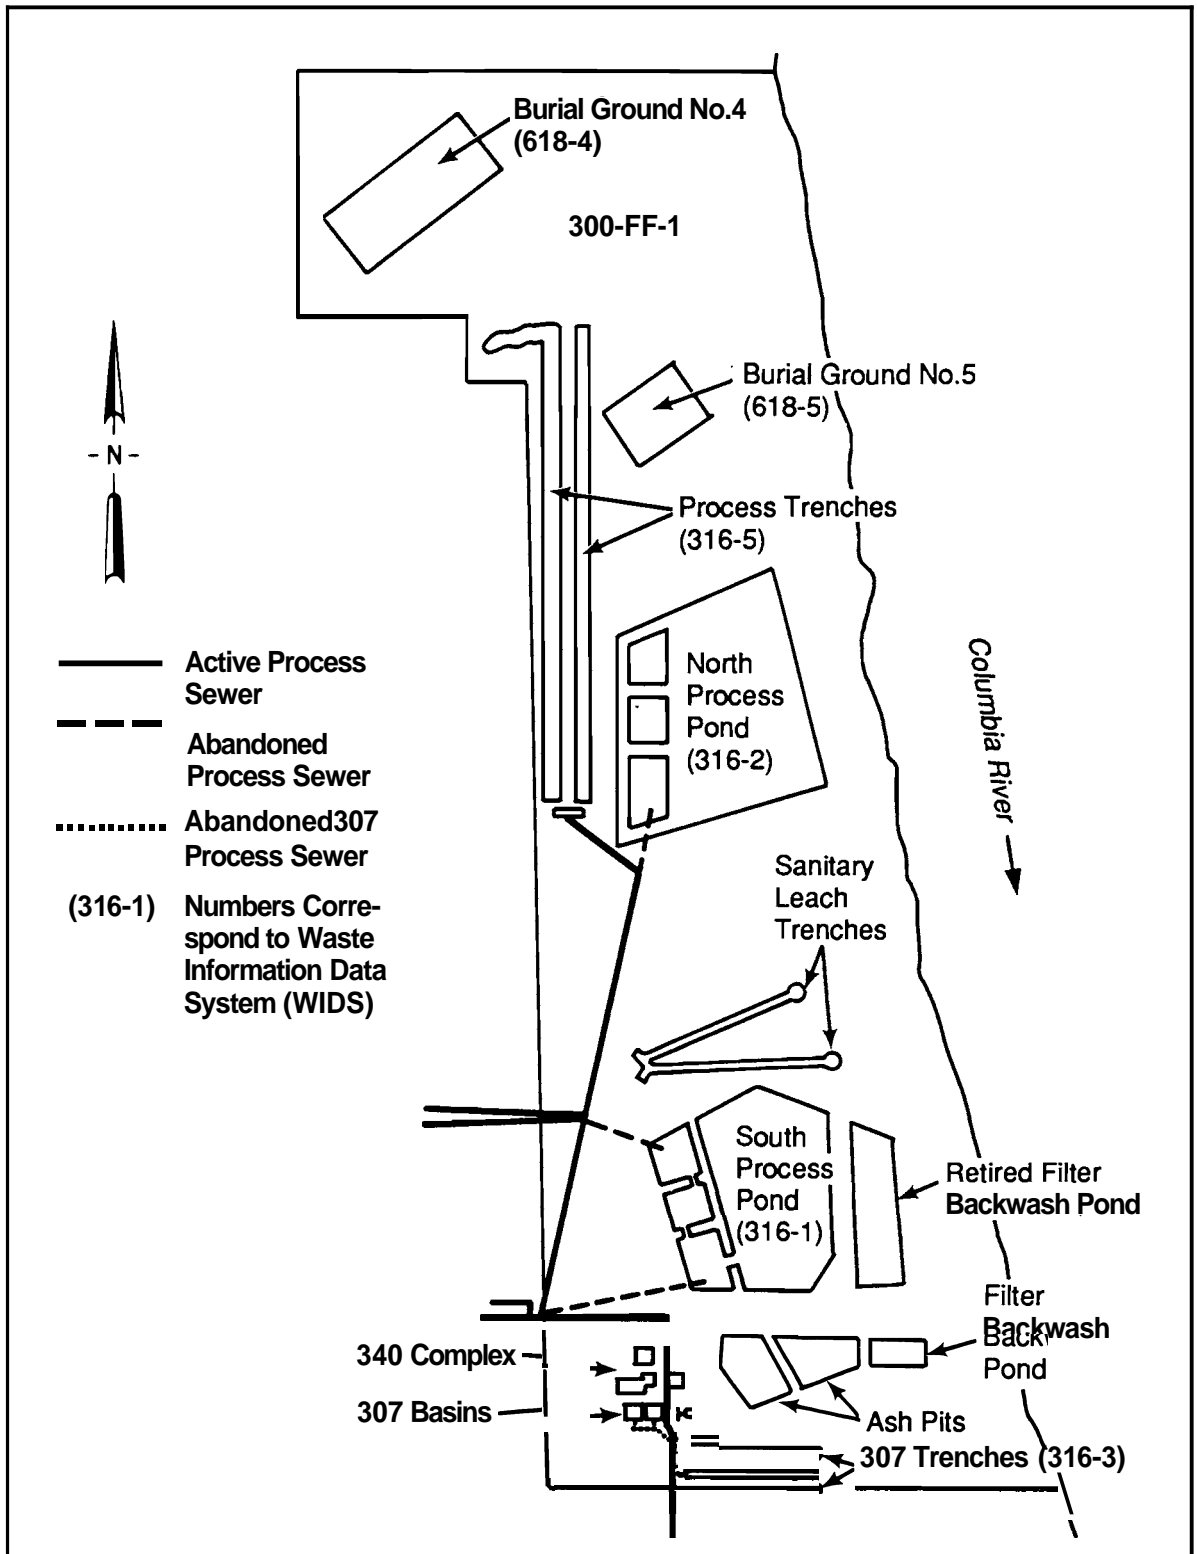 Burial Ground No.4
(618-4)
300-FF-1
Burial Ground No.5
(618-5)
- N -
Process Trenches
(316-5)
Active Process
Sewer
Abandoned
Process Sewer
Abandoned307
Process Sewer
(316-1) Numbers Corre-
spond to Waste
Information Data
System (WIDS)
North
Process
Pond
(316-2)
Columbia River
Sanitary
Leach
Trenches
South
Process
Pond
(316-1)
Retired Filter
Backwash Pond
Filter
Backwash
Back
Pond
340 Complex
307 Basins
Ash Pits
307 Trenches (316-3)